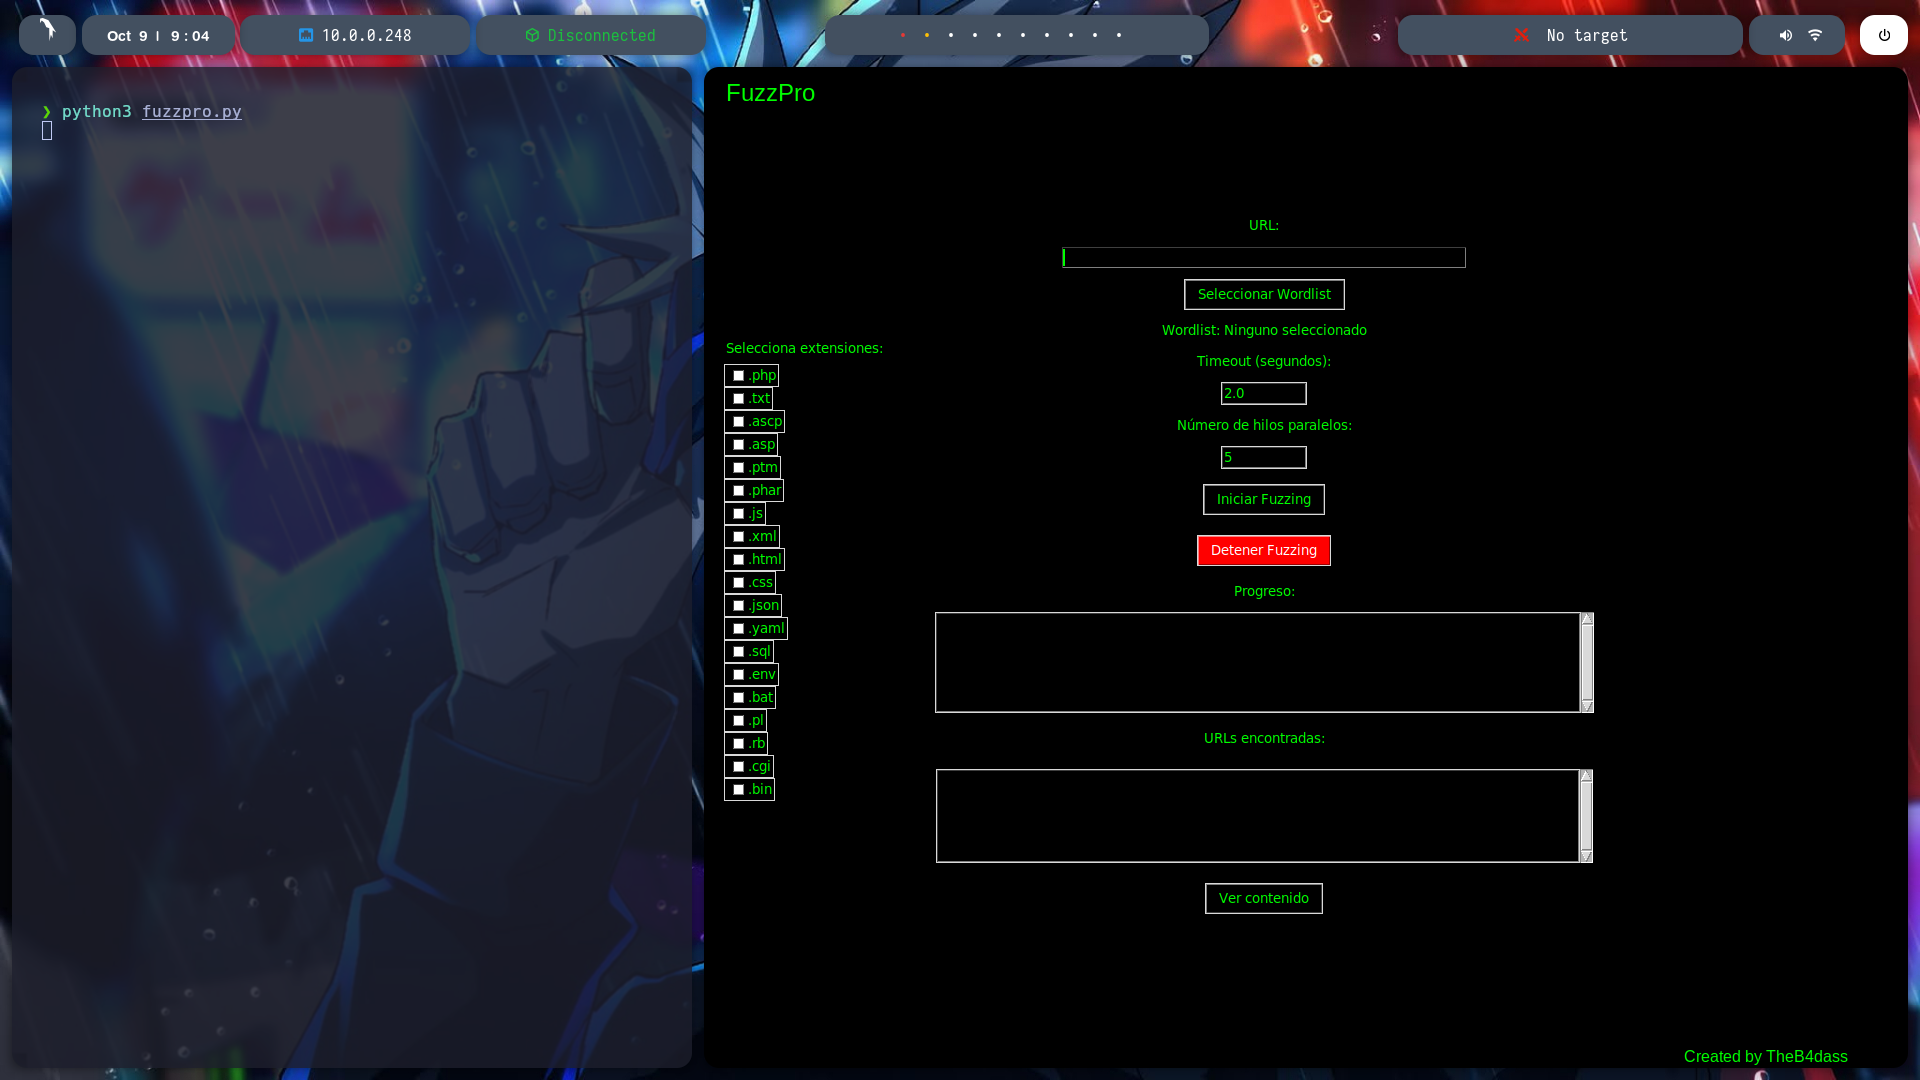 Oct 9 | 9:04
10.0.0.248
Disconnected
No target
❯ python3 fuzzpro.py
FuzzPro
URL:
Seleccionar Wordlist
Wordlist: Ninguno seleccionado
Timeout (segundos):
2.0
Número de hilos paralelos:
5
Iniciar Fuzzing
Detener Fuzzing
Progreso:
URLs encontradas:
Ver contenido
Selecciona extensiones:
.php
.txt
.ascp
.asp
.ptm
.phar
.js
.xml
.html
.css
.json
.yaml
.sql
.env
.bat
.pl
.rb
.cgi
.bin
Created by TheB4dass